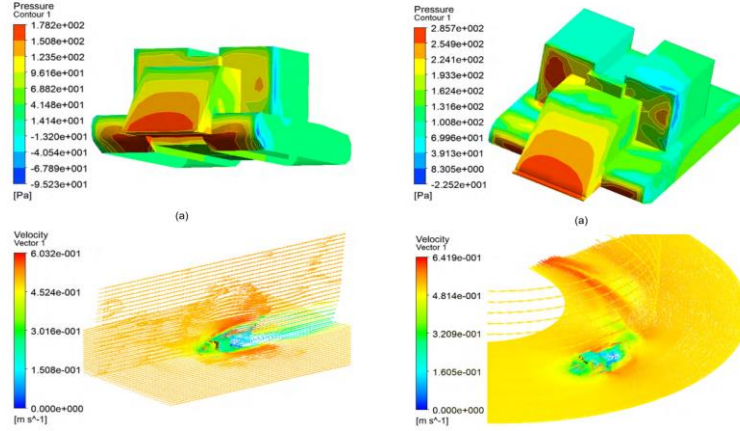 Pressure
Contour 1
1.782e+002
1.508e+002
1.235e+002
9.616e+001
6.882e+001
4.148e+001
1.414e+001
-1.320e+001
-4.054e+001
-6.789e+001
-9.523e+001
[Pa]
(a)
Pressure
Contour 1
2.857e+002
2.549e+002
2.241e+002
1.933e+002
1.624e+002
1.316e+002
1.008e+002
6.996e+001
3.913e+001
8.305e+000
-2.252e+001
[Pa]
(a)
Velocity
Vector 1
6.032e-001
4.524e-001
3.016e-001
1.508e-001
0.000e+000
[m s^-1]
Velocity
Vector 1
6.419e-001
4.814e-001
3.209e-001
1.605e-001
0.000e+000
[m s^-1]